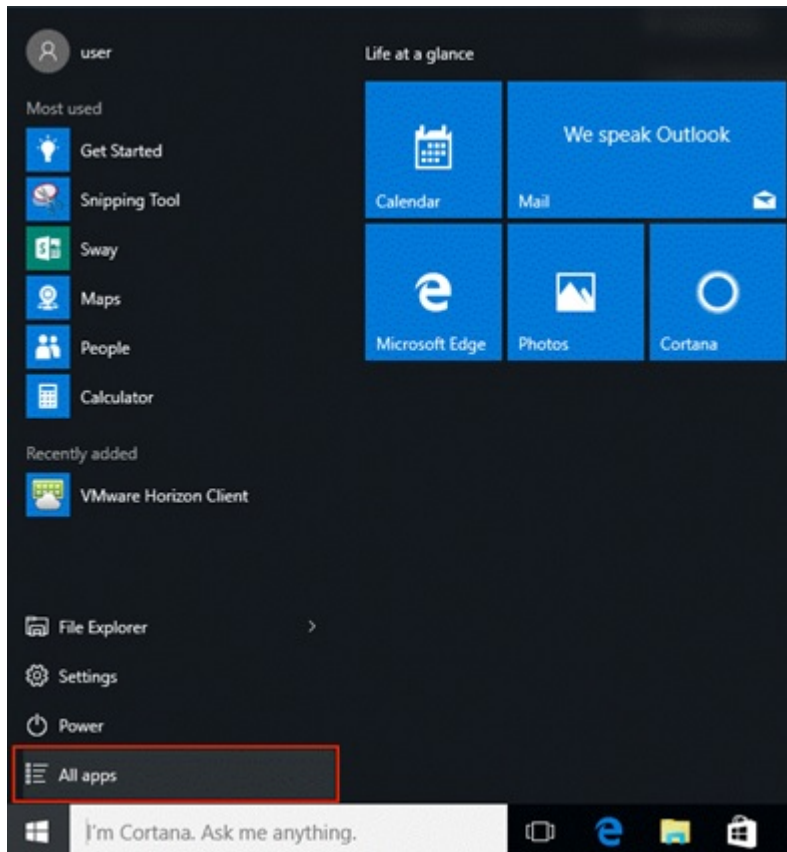 user
Most used
Get Started
Snipping Tool
Sway
Maps
People
Calculator
Recently added
VMware Horizon Client
File Explorer
Settings
Power
All apps
Life at a glance
Calendar
We speak Outlook
Mail
Microsoft Edge
Photos
Cortana
I'm Cortana. Ask me anything.